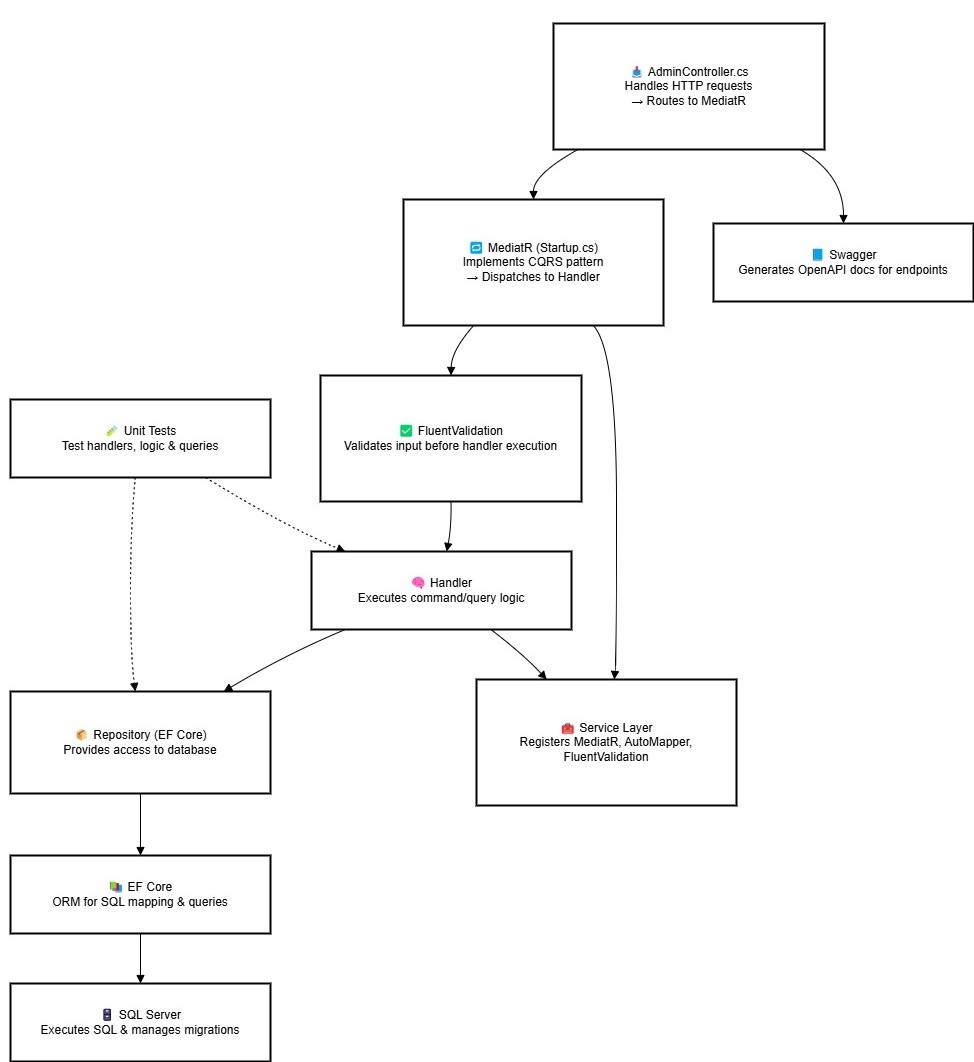 AdminController.cs
Handles HTTP requests
→ Routes to MediatR
MediatR (Startup.cs)
Implements CQRS pattern
→ Dispatches to Handler
Swagger
Generates OpenAPI docs for endpoints
FluentValidation
Validates input before handler execution
Unit Tests
Test handlers, logic & queries
Handler
Executes command/query logic
Repository (EF Core)
Provides access to database
Service Layer
Registers MediatR, AutoMapper,
FluentValidation
EF Core
ORM for SQL mapping & queries
SQL Server
Executes SQL & manages migrations